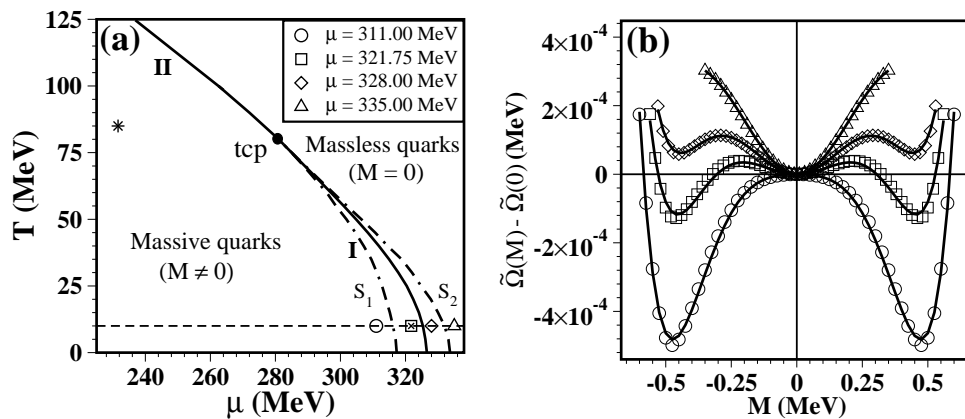 (a)
μ = 311.00 MeV
μ = 321.75 MeV
μ = 328.00 MeV
μ = 335.00 MeV
II
tcp
Massless quarks
(M = 0)
Massive quarks
(M ≠ 0)
I
S1
S2
T (MeV)
125
100
75
50
25
0
240
260
280
300
320
μ (MeV)
(b)
Ω̃(M) - Ω̃(0) (MeV)
4×10⁻⁴
2×10⁻⁴
0
-2×10⁻⁴
-4×10⁻⁴
-0.5
-0.25
0
0.25
0.5
M (MeV)